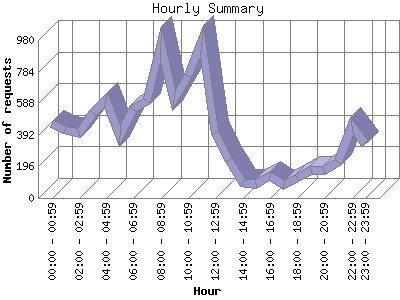 Hourly Summary
Number of requests
980
784
588
392
196
0
00:00 - 00:59
02:00 - 02:59
04:00 - 04:59
06:00 - 06:59
08:00 - 08:59
10:00 - 10:59
12:00 - 12:59
14:00 - 14:59
16:00 - 16:59
18:00 - 18:59
20:00 - 20:59
22:00 - 22:59
23:00 - 23:59
Hour